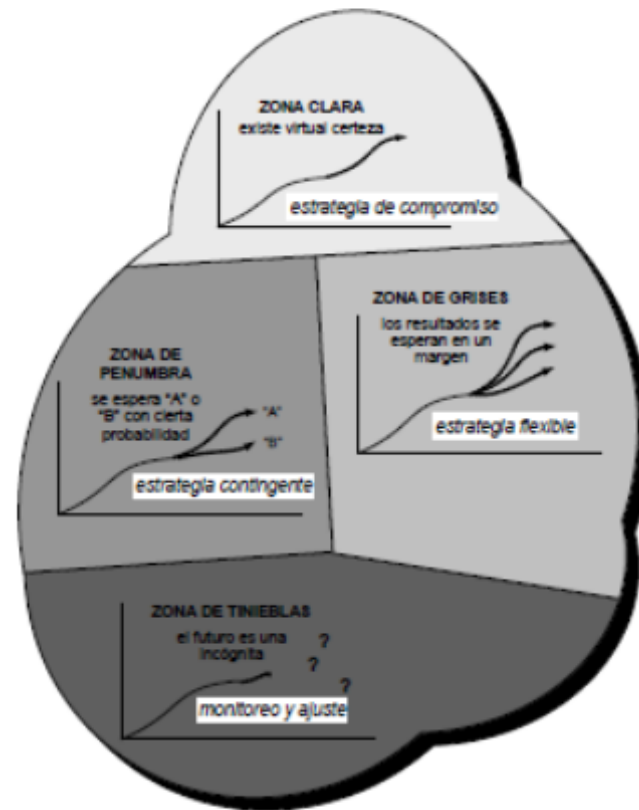 ZONA CLARA
existe virtual certeza
estrategia de compromiso
ZONA DE GRISES
los resultados se
esperan en un
margen
estrategia flexible
ZONA DE
PENUMBRA
se espera "A" o
"B" con cierta
probabilidad
"A"
"B"
estrategia contingente
ZONA DE TINIEBLAS
el futuro es una
incógnita
?
?
?
monitoreo y ajuste